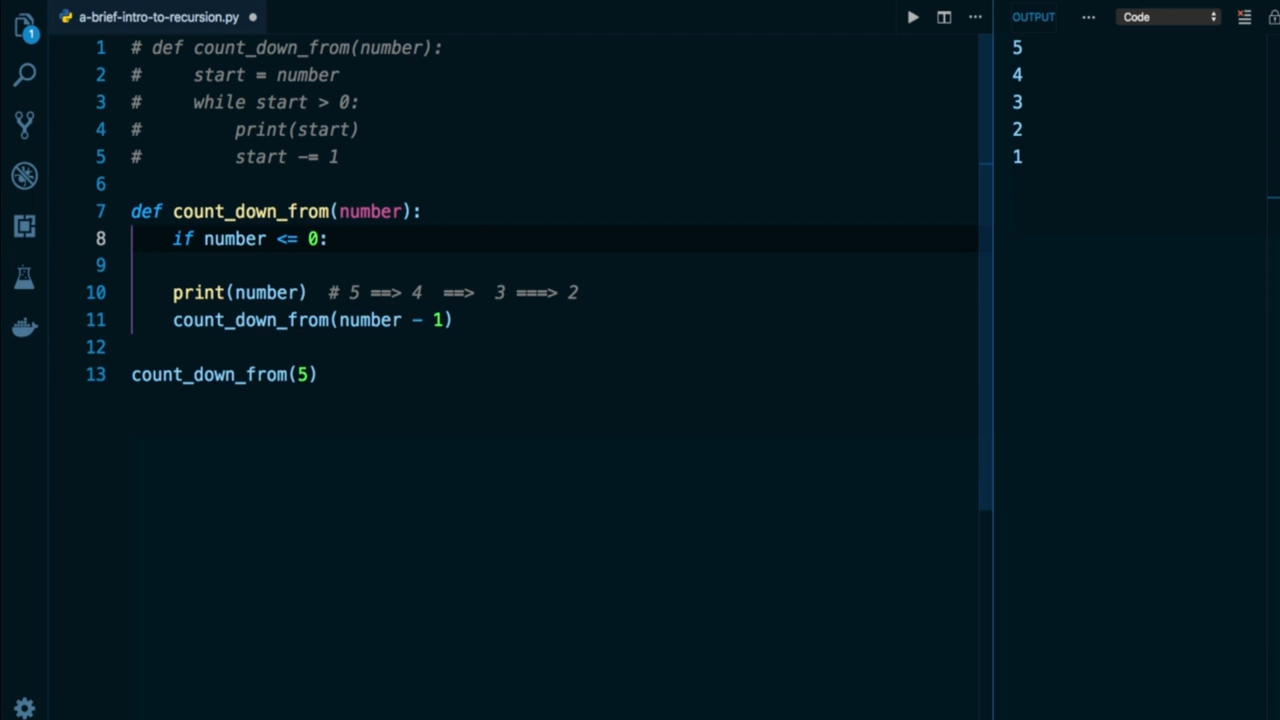 a-brief-intro-to-recursion.py
OUTPUT
Code
1
1 # def count_down_from(number):
2 #     start = number
3 #     while start > 0:
4 #         print(start)
5 #         start -= 1
6
7 def count_down_from(number):
8     if number <= 0:
9
10     print(number)  # 5 ==> 4  ==>  3 ===> 2
11     count_down_from(number - 1)
12
13 count_down_from(5)
5
4
3
2
1